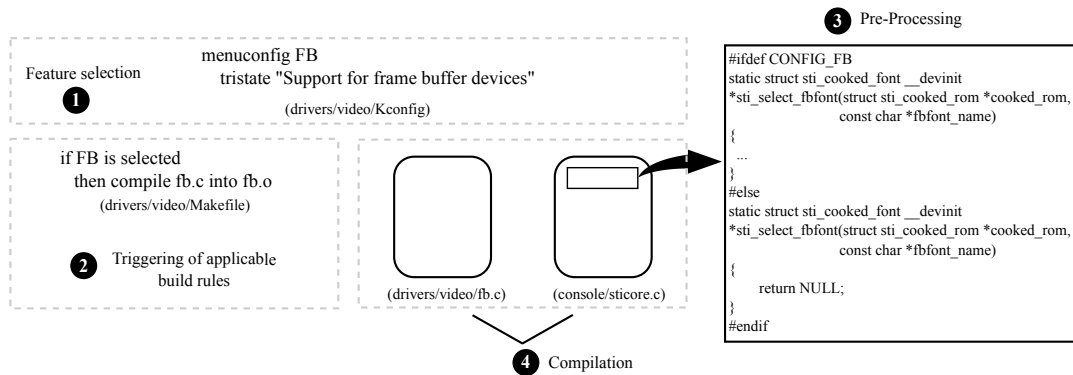 3 Pre-Processing
menuconfig FB
tristate "Support for frame buffer devices"
(drivers/video/Kconfig)
Feature selection
1
if FB is selected
then compile fb.c into fb.o
(drivers/video/Makefile)
2 Triggering of applicable
build rules
(drivers/video/fb.c)
(console/sticore.c)
4 Compilation
#ifdef CONFIG_FB
static struct sti_cooked_font __devinit
*sti_select_fbfont(struct sti_cooked_rom *cooked_rom,
const char *fbfont_name)
{
...
}
#else
static struct sti_cooked_font __devinit
*sti_select_fbfont(struct sti_cooked_rom *cooked_rom,
const char *fbfont_name)
{
return NULL;
}
#endif